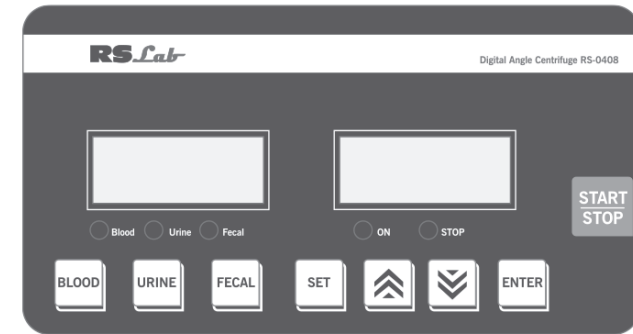 RS Lab
Digital Angle Centrifuge RS-0408
Blood Urine Fecal
ON STOP
START
STOP
BLOOD URINE FECAL SET ENTER